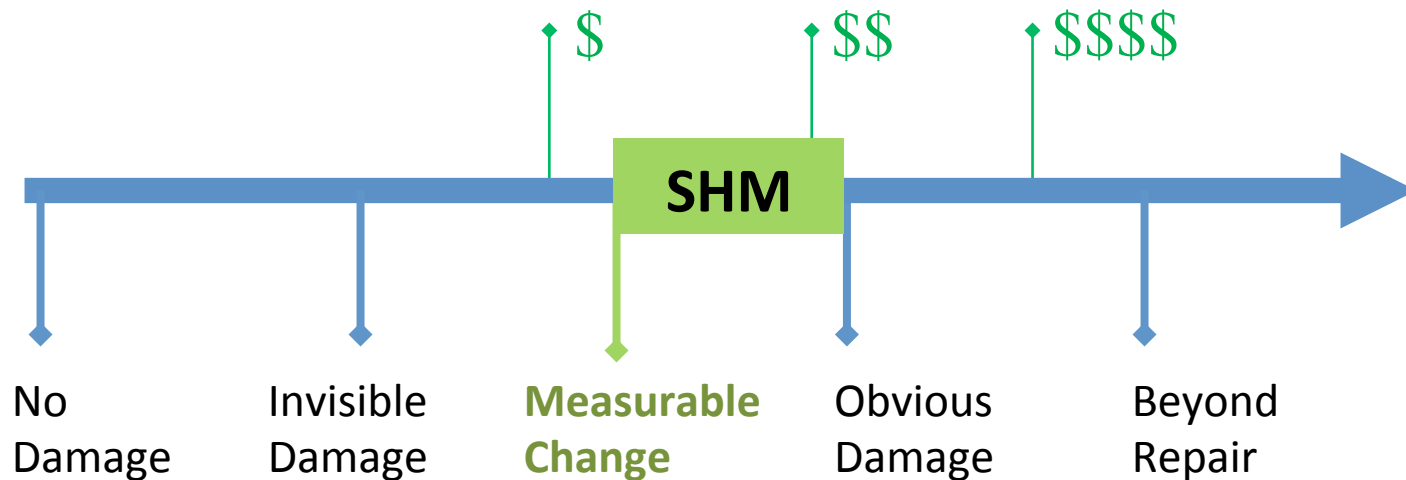 $ $$ $$$$
SHM
No Invisible Measurable Obvious Beyond
Damage Damage Change Damage Repair